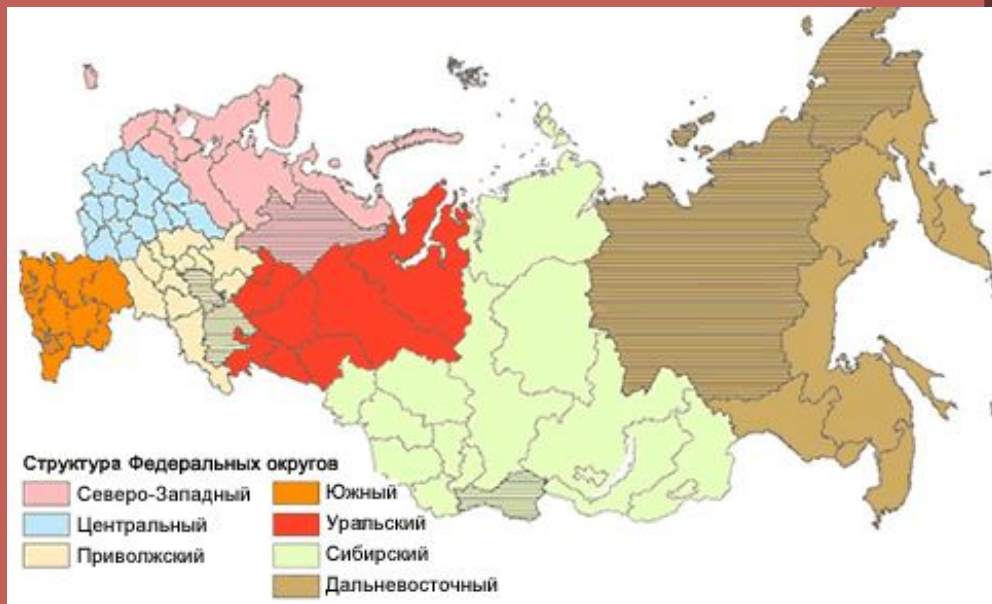 Структура Федеральных округов
Северо-Западный
Центральный
Приволжский
Южный
Уральский
Сибирский
Дальневосточный